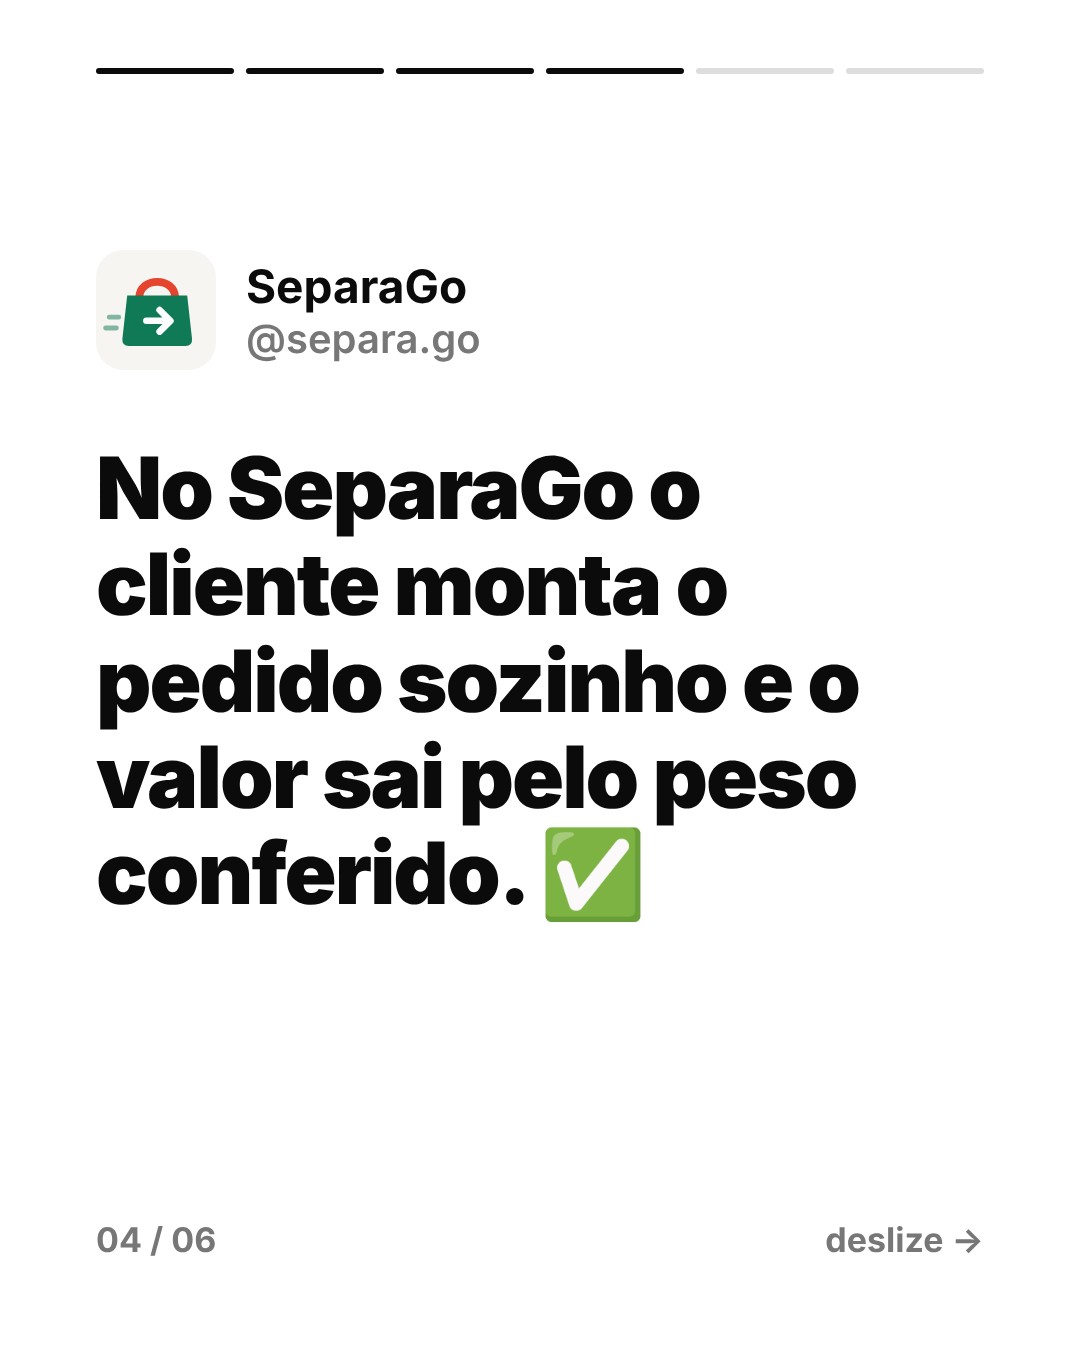 SeparaGo
@separa.go
No SeparaGo o
cliente monta o
pedido sozinho e o
valor sai pelo peso
conferido. ✅
04 / 06
deslize →